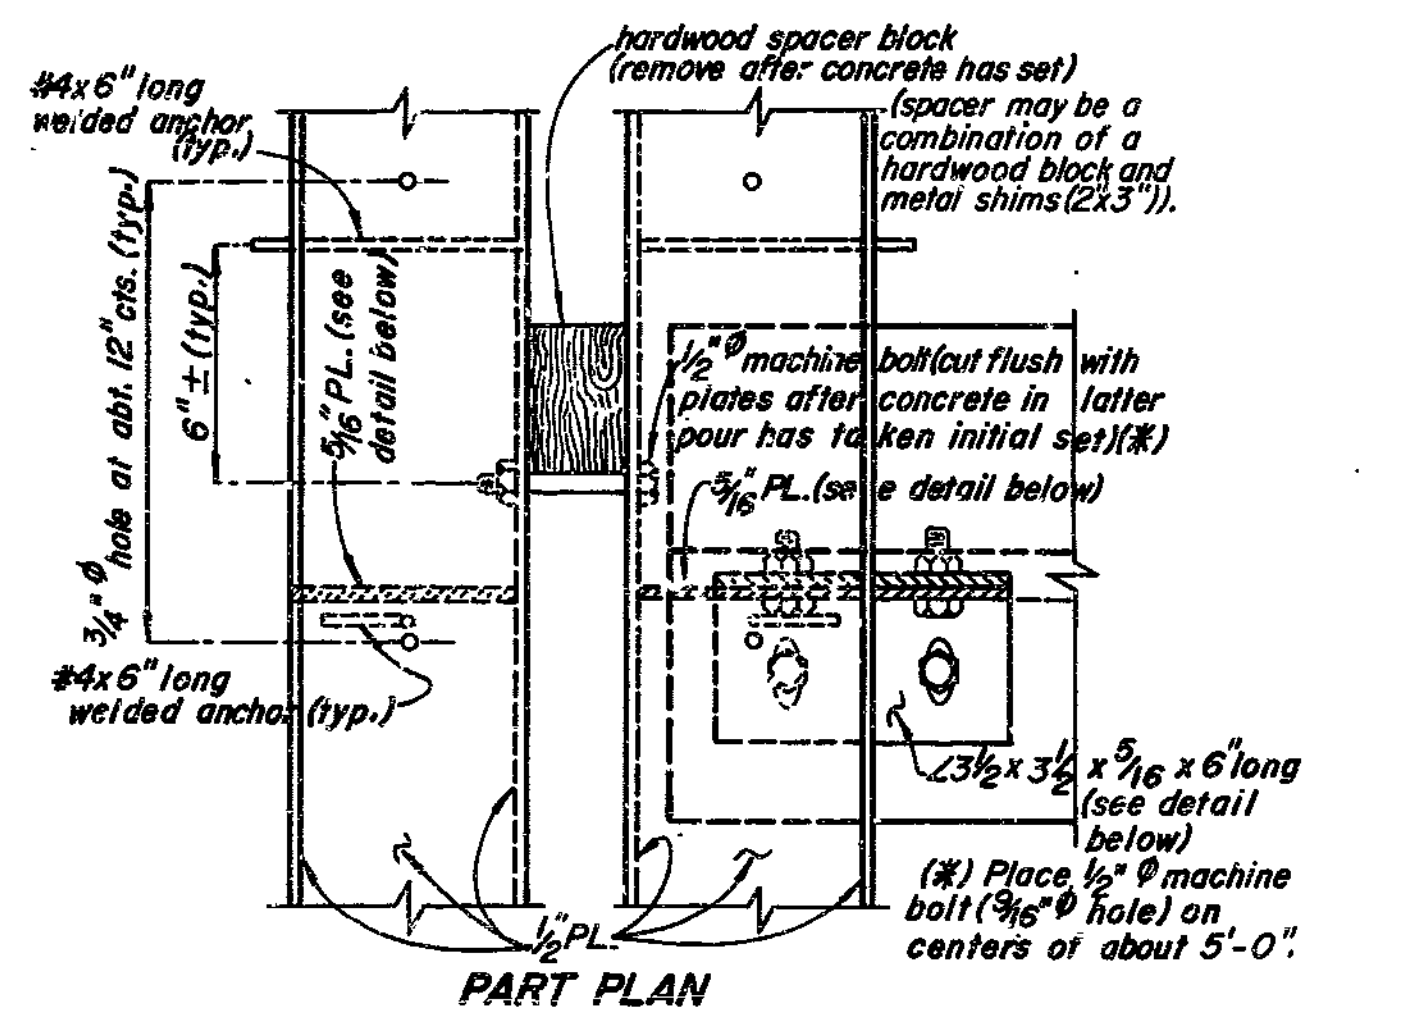 hardwood spacer block
(remove after concrete has set)
(spacer may be a
combination of a
hardwood block and
metal shims (2"x3")).
#4x6" long
welded anchor
(typ.)
3/4" Ø hole at abt. 12" cts. (typ.)
6" ± (typ.)
5/16" PL. (see
detail below)
1/2" Ø machine bolt (cut flush with
plates after concrete in latter
pour has taken initial set) (*)
5/16" PL. (see detail below)
#4x6" long
welded anchor (typ.)
∠3 1/2 x 3 1/2 x 5/16 x 6" long
(see detail
below)
(*) Place 1/2" Ø machine
bolt (9/16" Ø hole) on
centers of about 5'-0".
1/2" PL.
PART PLAN